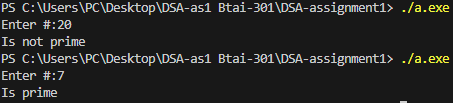 PS C:\Users\PC\Desktop\DSA-as1 Btai-301\DSA-assignment1> ./a.exe
Enter #:20
Is not prime
PS C:\Users\PC\Desktop\DSA-as1 Btai-301\DSA-assignment1> ./a.exe
Enter #:7
Is prime